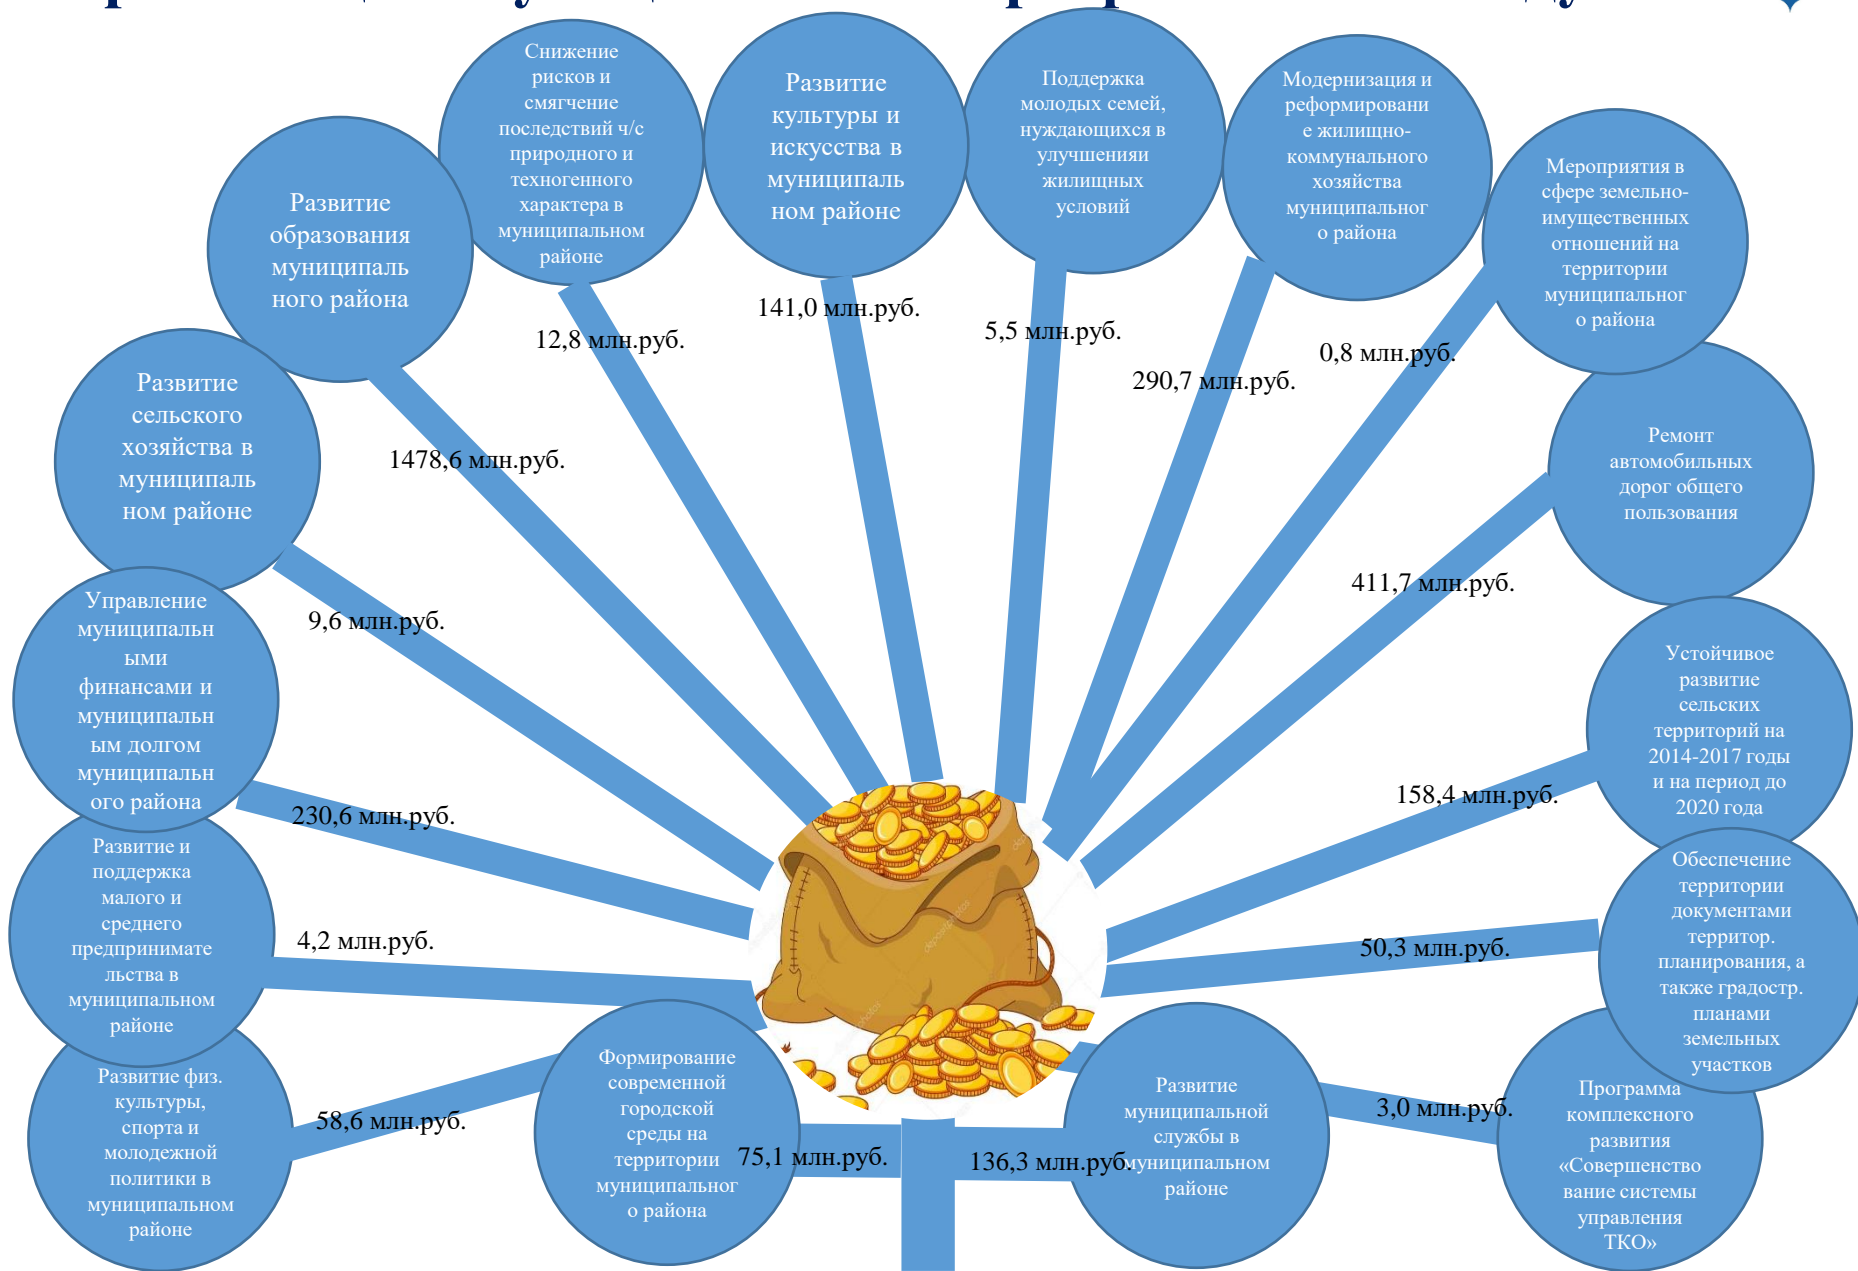 Снижение
рисков и
смягчение
последствий ч/с
природного и
техногенного
характера в
муниципальном
районе
Развитие
культуры и
искусства в
муниципаль
ном районе
Поддержка
молодых семей,
нуждающихся в
улучшенияи
жилищных
условий
Модернизация и
реформировани
е жилищно-
коммунального
хозяйства
муниципальног
о района
Мероприятия в
сфере земельно-
имущественных
отношений на
территории
муниципальног
о района
Развитие
образования
муниципаль
ного района
12,8 млн.руб.
141,0 млн.руб.
5,5 млн.руб.
290,7 млн.руб.
0,8 млн.руб.
Развитие
сельского
хозяйства в
муниципаль
ном районе
1478,6 млн.руб.
Ремонт
автомобильных
дорог общего
пользования
411,7 млн.руб.
9,6 млн.руб.
Управление
муниципальн
ыми
финансами и
муниципальн
ым долгом
муниципальн
ого района
230,6 млн.руб.
Устойчивое
развитие
сельских
территорий на
2014-2017 годы
и на период до
2020 года
158,4 млн.руб.
Развитие и
поддержка
малого и
среднего
предпринимате
льства в
муниципальном
районе
4,2 млн.руб.
Обеспечение
территории
документами
территор.
планирования, а
также градостр.
планами
земельных
участков
50,3 млн.руб.
Развитие физ.
культуры,
спорта и
молодежной
политики в
муниципальном
районе
58,6 млн.руб.
Формирование
современной
городской
среды на
территории
муниципальног
о района
75,1 млн.руб.
136,3 млн.руб.
Развитие
муниципальной
службы в
муниципальном
районе
3,0 млн.руб.
Программа
комплексного
развития
«Совершенство
вание системы
управления
ТКО»
depositphotos